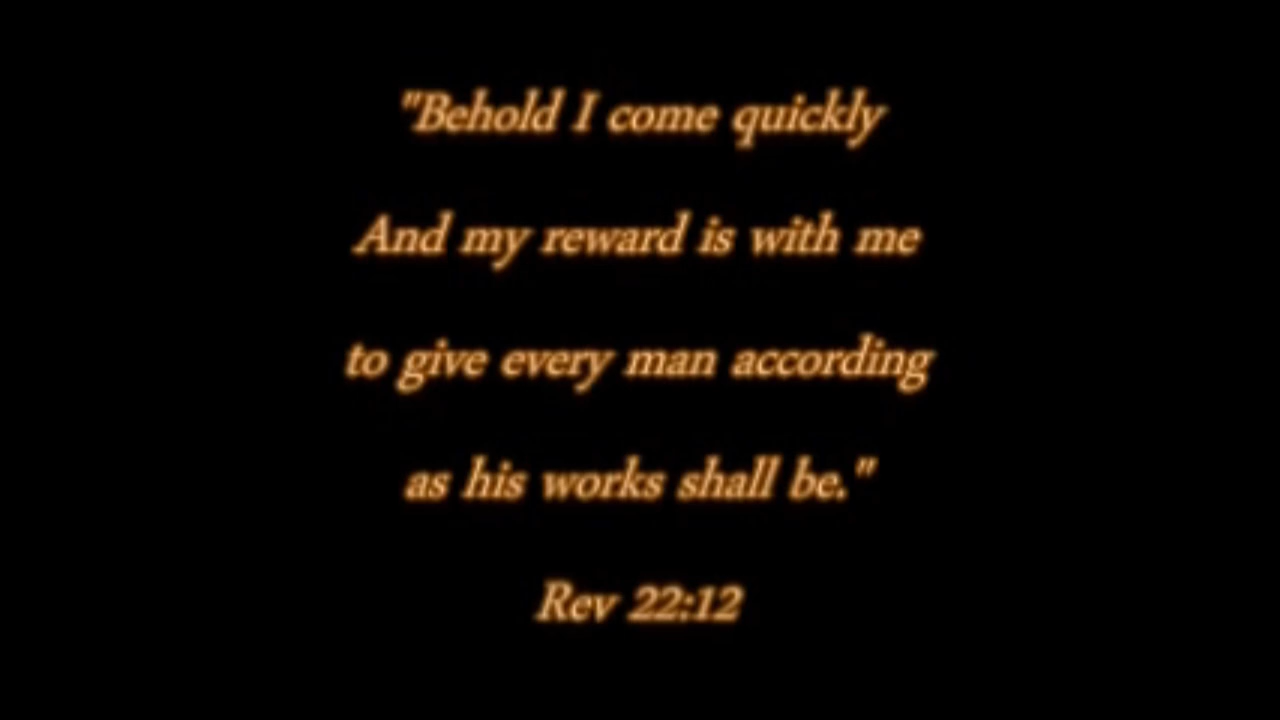 "Behold I come quickly
And my reward is with me
to give every man according
as his works shall be."
Rev 22:12